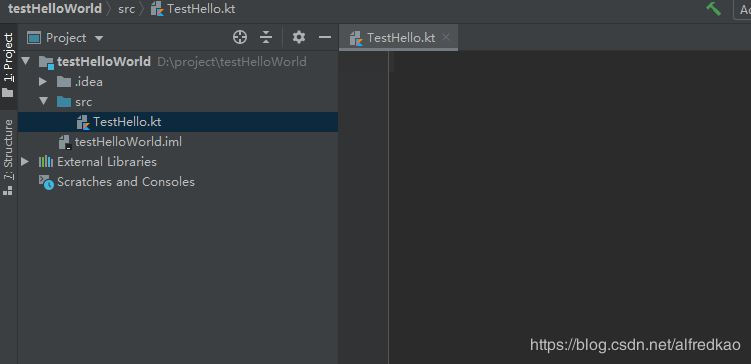 testHelloWorld src TestHello.kt
Project
TestHello.kt
1: Project
7: Structure
testHelloWorld D:\project\testHelloWorld
.idea
src
TestHello.kt
testHelloWorld.iml
External Libraries
Scratches and Consoles
https://blog.csdn.net/alfredkao